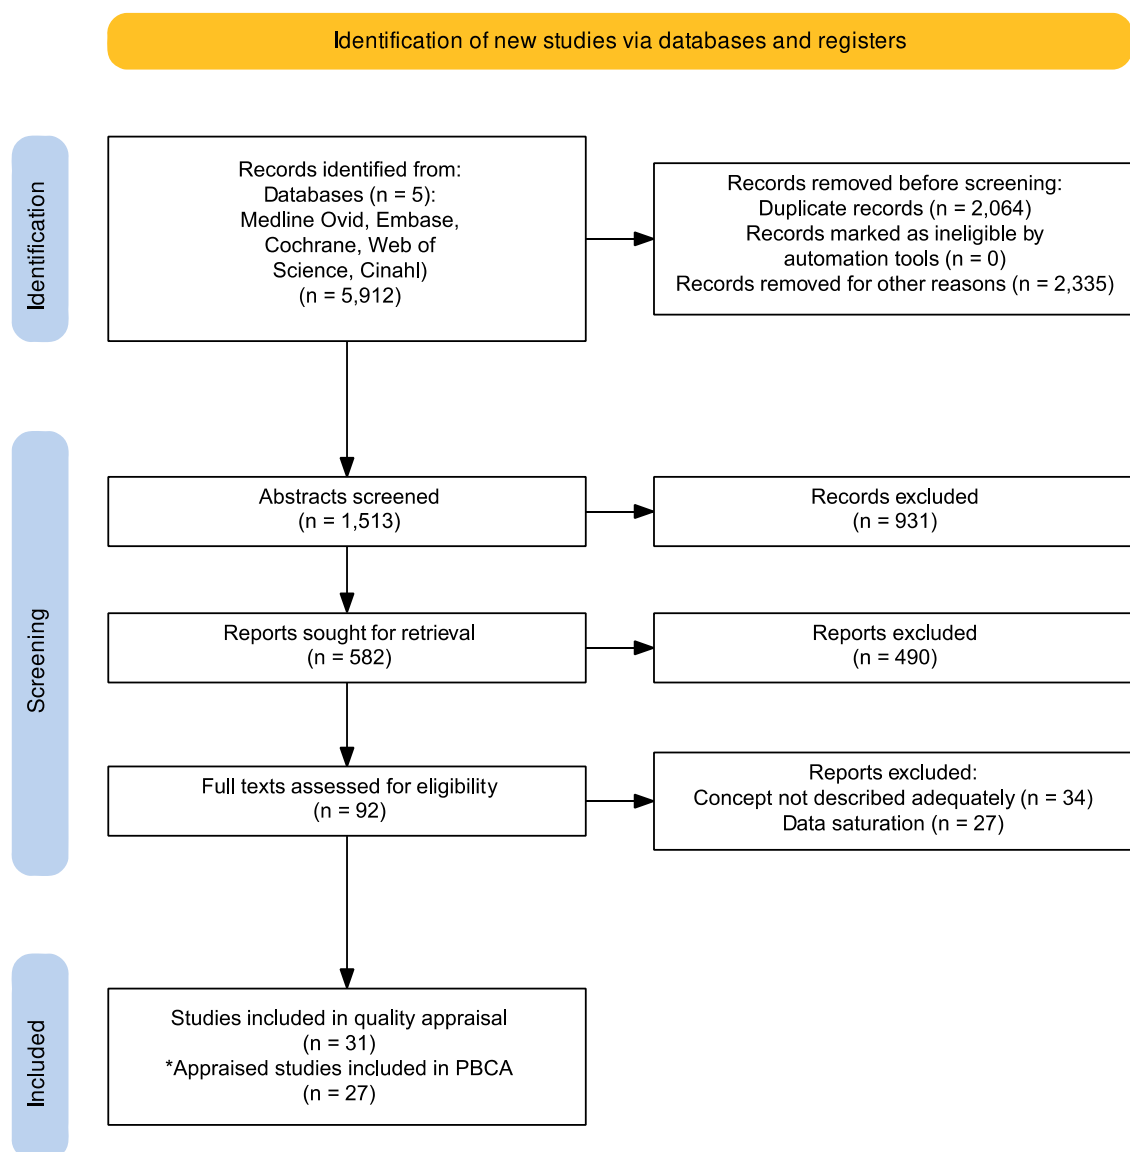 Identification of new studies via databases and registers
Identification
Records identified from:
Databases (n = 5):
Medline Ovid, Embase,
Cochrane, Web of
Science, Cinahl)
(n = 5,912)
Records removed before screening:
Duplicate records (n = 2,064)
Records marked as ineligible by
automation tools (n = 0)
Records removed for other reasons (n = 2,335)
Screening
Abstracts screened
(n = 1,513)
Records excluded
(n = 931)
Reports sought for retrieval
(n = 582)
Reports excluded
(n = 490)
Full texts assessed for eligibility
(n = 92)
Reports excluded:
Concept not described adequately (n = 34)
Data saturation (n = 27)
Included
Studies included in quality appraisal
(n = 31)
*Appraised studies included in PBCA
(n = 27)